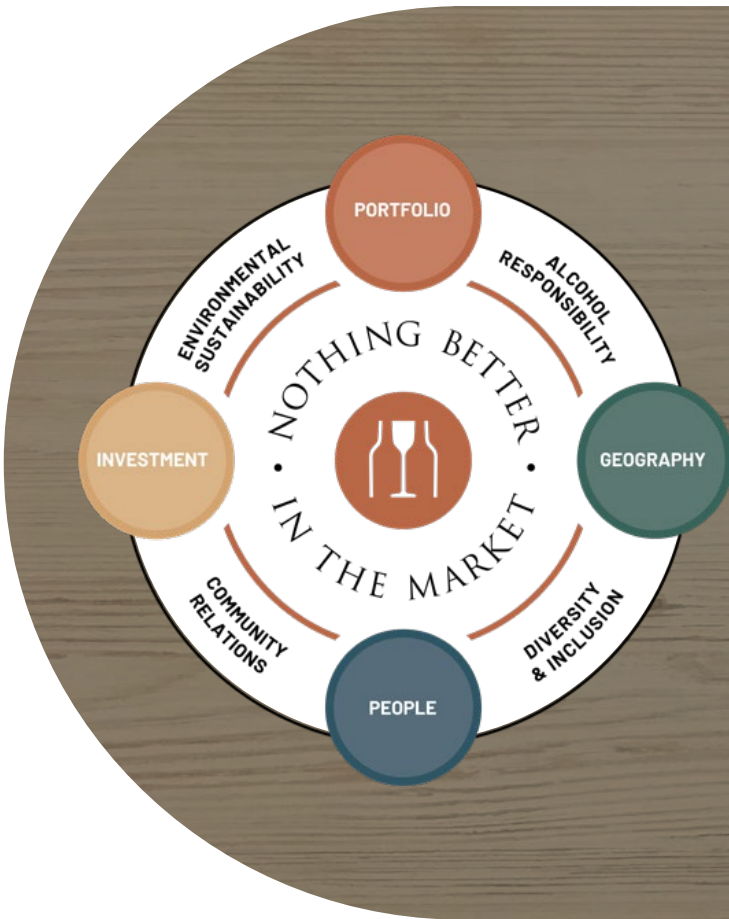 PORTFOLIO
ENVIRONMENTAL
SUSTAINABILITY
ALCOHOL
RESPONSIBILITY
NOTHING BETTER
INVESTMENT
GEOGRAPHY
• IN THE MARKET •
COMMUNITY
RELATIONS
DIVERSITY
& INCLUSION
PEOPLE